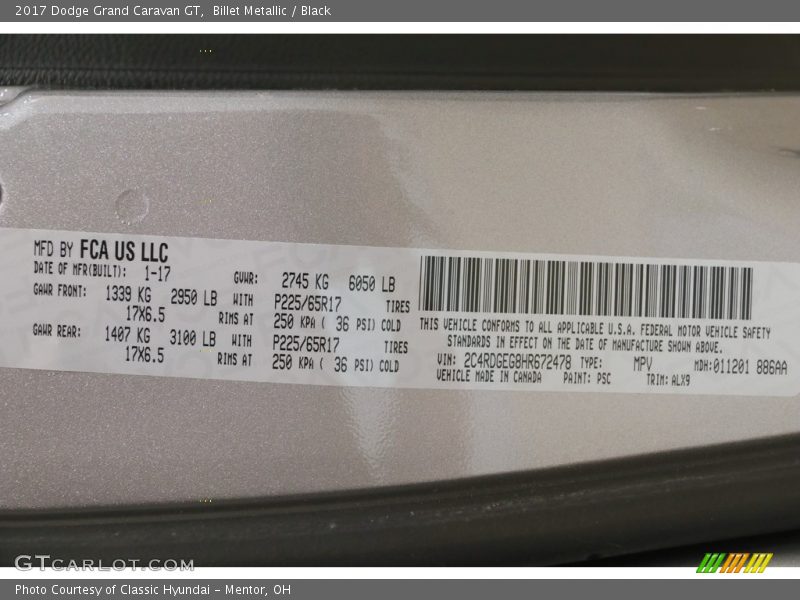 2017 Dodge Grand Caravan GT, Billet Metallic / Black
MFD BY FCA US LLC
DATE OF MFR(BUILT): 1-17 GVWR: 2745 KG 6050 LB
GAWR FRONT: 1339 KG 2950 LB WITH P225/65R17 TIRES
17X6.5 RIMS AT 250 KPA ( 36 PSI) COLD
GAWR REAR: 1407 KG 3100 LB WITH P225/65R17 TIRES
17X6.5 RIMS AT 250 KPA ( 36 PSI) COLD
THIS VEHICLE CONFORMS TO ALL APPLICABLE U.S.A. FEDERAL MOTOR VEHICLE SAFETY
STANDARDS IN EFFECT ON THE DATE OF MANUFACTURE SHOWN ABOVE.
VIN: 2C4RDGEG8HR672478 TYPE: MPV MDH:011201 886AA
VEHICLE MADE IN CANADA PAINT: PSC TRIM: ALX9
GTCARLOT.COM
Photo Courtesy of Classic Hyundai - Mentor, OH